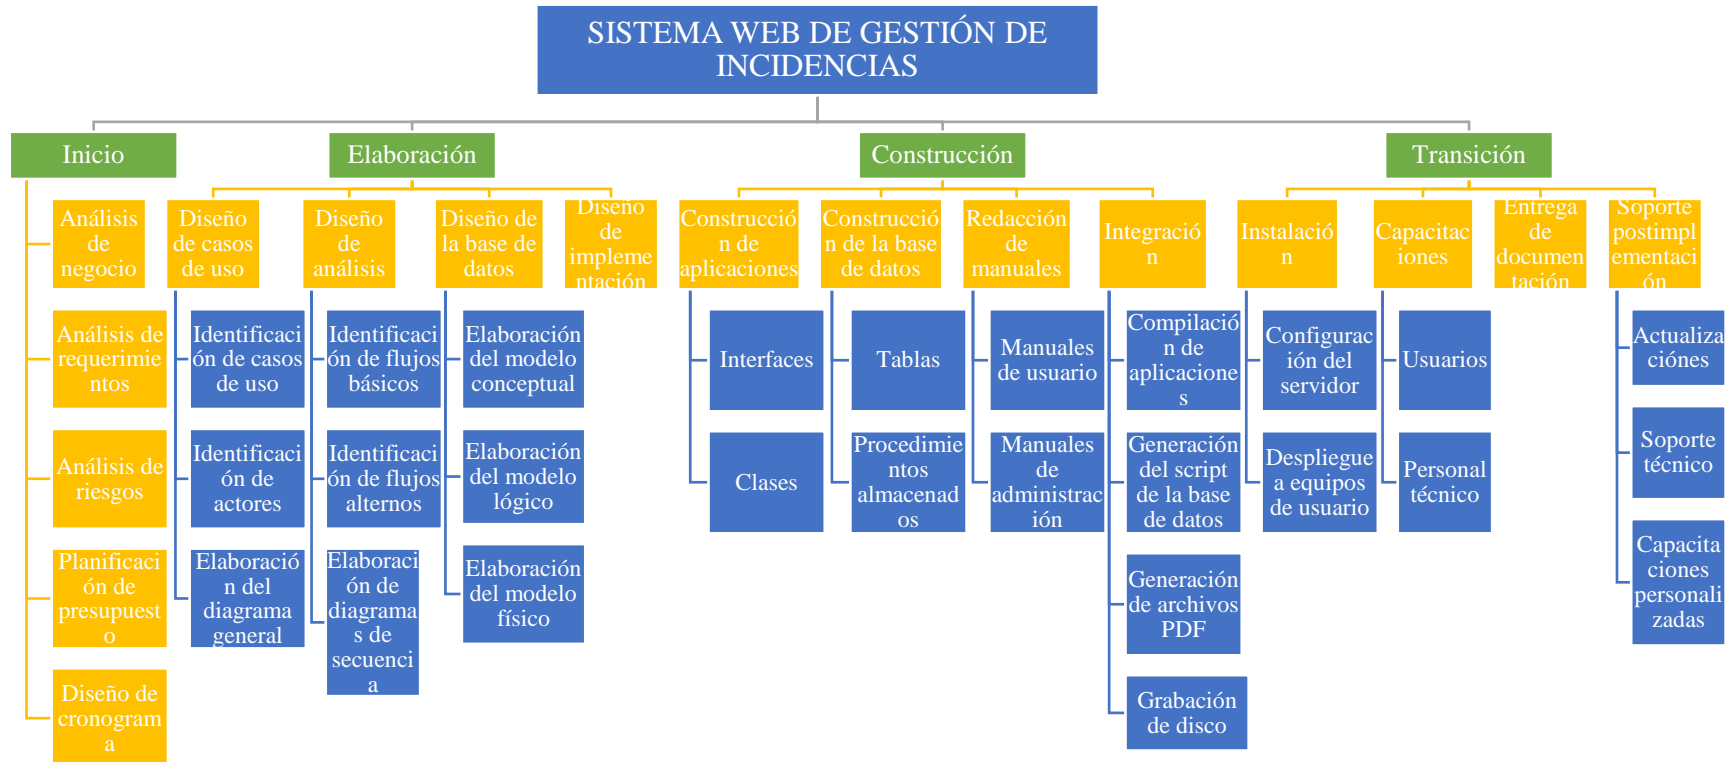 SISTEMA WEB DE GESTIÓN DE
INCIDENCIAS
Inicio
Elaboración
Construcción
Transición
Análisis
de
negocio
Análisis de
requerimie
ntos
Análisis de
riesgos
Planificaci
ón de
presupuest
o
Diseño de
cronogram
a
Diseño
de casos
de uso
Identificaci
ón de casos
de uso
Identificaci
ón de
actores
Elaboració
n del
diagrama
general
Diseño
de
análisis
Identificaci
ón de flujos
básicos
Identificaci
ón de flujos
alternos
Elaboraci
ón de
diagrama
s de
secuenci
a
Diseño de
la base de
datos
Elaboración
del modelo
conceptual
Elaboración
del modelo
lógico
Elaboración
del modelo
físico
Diseño
de
impleme
ntación
Construcció
n de
aplicaciones
Interfaces
Clases
Construcci
ón de la base
de datos
Tablas
Procedimie
ntos
almacenad
os
Redacción
de
manuales
Manuales
de usuario
Manuales
de
administrac
ión
Integració
n
Compilació
n de
aplicacione
s
Generación
del script
de la base
de datos
Generación
de archivos
PDF
Grabación
de disco
Instalació
n
Configurac
ión del
servidor
Despliegue
a equipos
de usuario
Capacitac
iones
Usuarios
Personal
técnico
Entrega
de
documen
tación
Soporte
postimpl
ementaci
ón
Actualiza
ciónes
Soporte
técnico
Capacita
ciones
personali
zadas